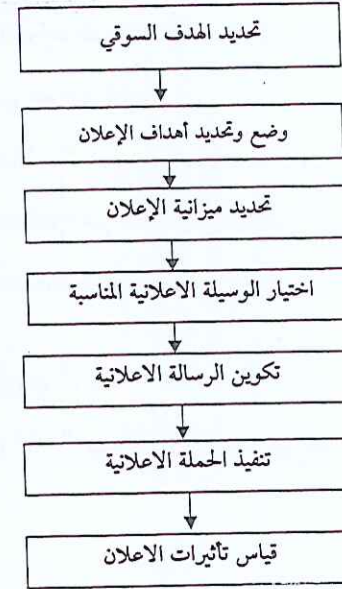 تحديد الهدف السوقي
وضع وتحديد أهداف الإعلان
تحديد ميزانية الإعلان
اختيار الوسيلة الاعلانية المناسبة
تكوين الرسالة الاعلانية
تنفيذ الحملة الاعلانية
قياس تأثيرات الاعلان